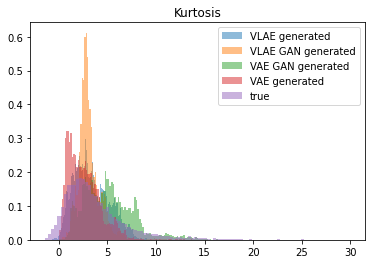 Kurtosis
VLAE generated
VLAE GAN generated
VAE GAN generated
VAE generated
true
0.6
0.5
0.4
0.3
0.2
0.1
0.0
0 5 10 15 20 25 30